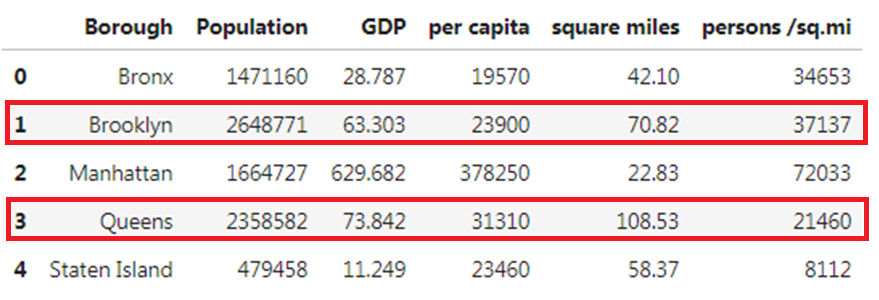 Borough Population GDP per capita square miles persons /sq.mi
0 Bronx 1471160 28.787 19570 42.10 34653
1 Brooklyn 2648771 63.303 23900 70.82 37137
2 Manhattan 1664727 629.682 378250 22.83 72033
3 Queens 2358582 73.842 31310 108.53 21460
4 Staten Island 479458 11.249 23460 58.37 8112